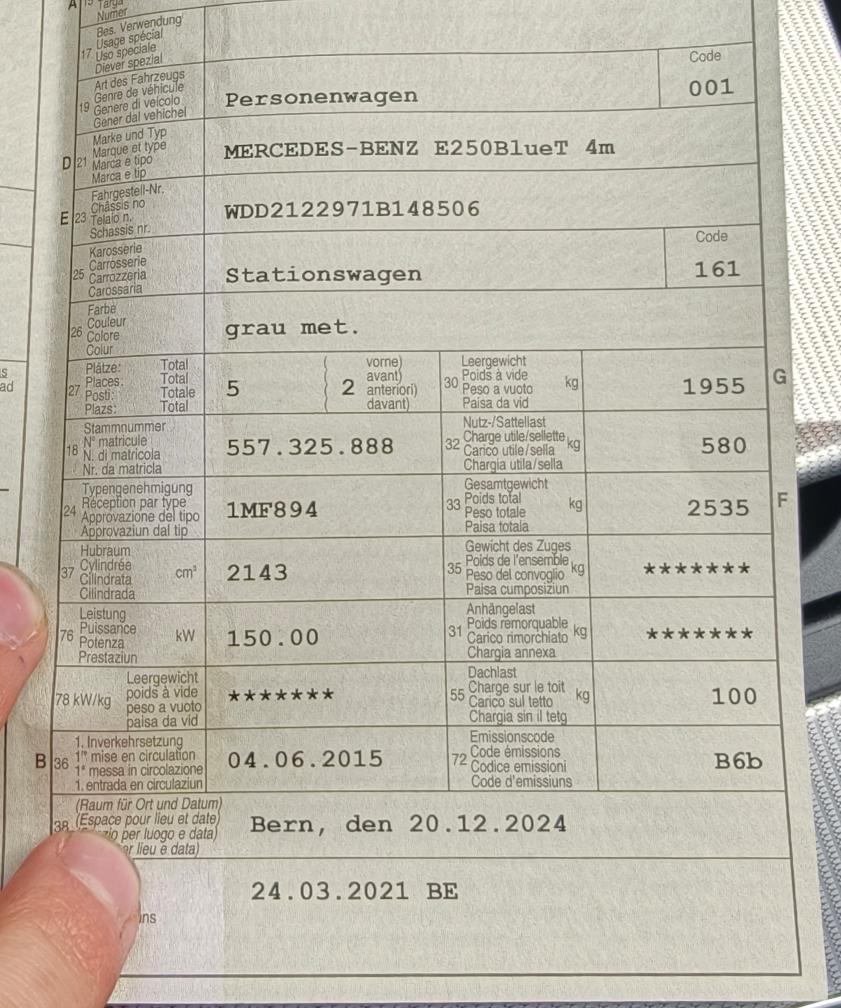 A 15 Targa
Numer
17 Bes. Verwendung
Usage spécial
Uso speciale
Diever spezial
19 Art des Fahrzeugs
Genre de véhicule
Genere di veicolo
Gener dal vehichel
Personenwagen
Code
001
D 21 Marke und Typ
Marque et type
Marca e tipo
Marca e tip
MERCEDES-BENZ E250BlueT 4m
E 23 Fahrgestell-Nr.
Châssis no
Telaio n.
Schassis nr.
WDD2122971B148506
25 Karosserie
Carrosserie
Carrozzeria
Carossaria
Stationswagen
Code
161
26 Farbe
Couleur
Colore
Colur
grau met.
27 Plätze: Total
Places: Total
Posti: Totale
Plazs: Total
5
( 2 vorne)
avant)
anteriori)
davant)
30 Leergewicht
Poids à vide
Peso a vuoto
Paisa da vid
kg
1955
G
18 Stammnummer
N° matricule
N. di matricola
Nr. da matricla
557.325.888
32 Nutz-/Sattellast
Charge utile/sellette
Carico utile/sella
Chargia utila/sella
kg
580
24 Typengenehmigung
Réception par type
Approvazione del tipo
Approvaziun dal tip
1MF894
33 Gesamtgewicht
Poids total
Peso totale
Paisa totala
kg
2535
F
37 Hubraum
Cylindrée
Cilindrata
Cilindrada
cm³
2143
35 Gewicht des Zuges
Poids de l'ensemble
Peso del convoglio
Paisa cumposiziun
kg
*******
76 Leistung
Puissance
Potenza
Prestaziun
kW
150.00
31 Anhängelast
Poids remorquable
Carico rimorchiato
Chargia annexa
kg
*******
78 kW/kg Leergewicht
poids à vide
peso a vuoto
paisa da vid
*******
55 Dachlast
Charge sur le toit
Carico sul tetto
Chargia sin il tetg
kg
100
B 36 1. Inverkehrsetzung
1re mise en circulation
1a messa in circolazione
1. entrada en circulaziun
04.06.2015
72 Emissionscode
Code émissions
Codice emissioni
Code d'emissiuns
B6b
38 (Raum für Ort und Datum)
(Espace pour lieu et date)
per luogo e data)
lieu e data)
Bern, den 20.12.2024
24.03.2021 BE